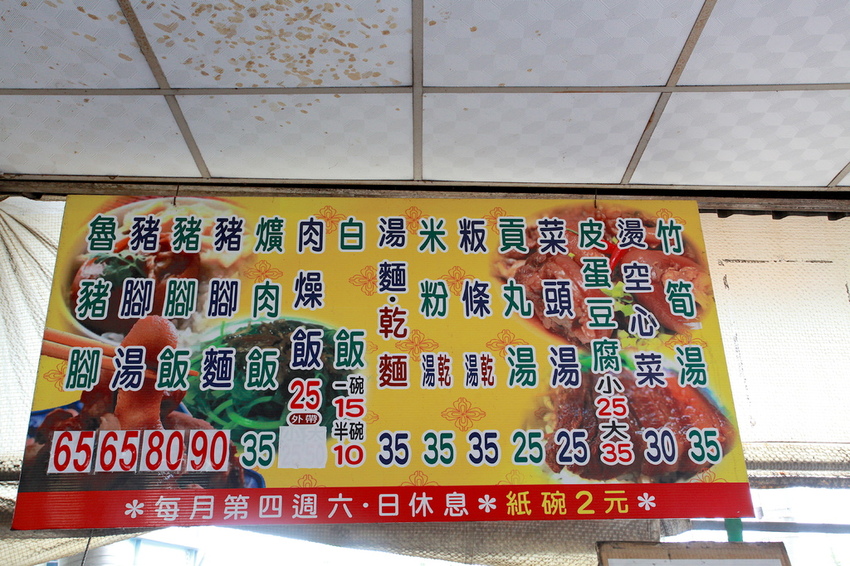 魯豬腳 65
豬腳湯 65
豬腳飯 80
豬腳麵 90
爌肉飯 35
肉燥飯 25 外帶
白飯 一碗 15 半碗 10
湯麵·乾麵 35
米粉 湯乾 35
粄條 湯乾 35
貢丸湯 25
菜頭湯 25
皮蛋豆腐 小 25 大 35
燙空心菜 30
竹筍湯 35
*每月第四週六·日休息*紙碗2元*